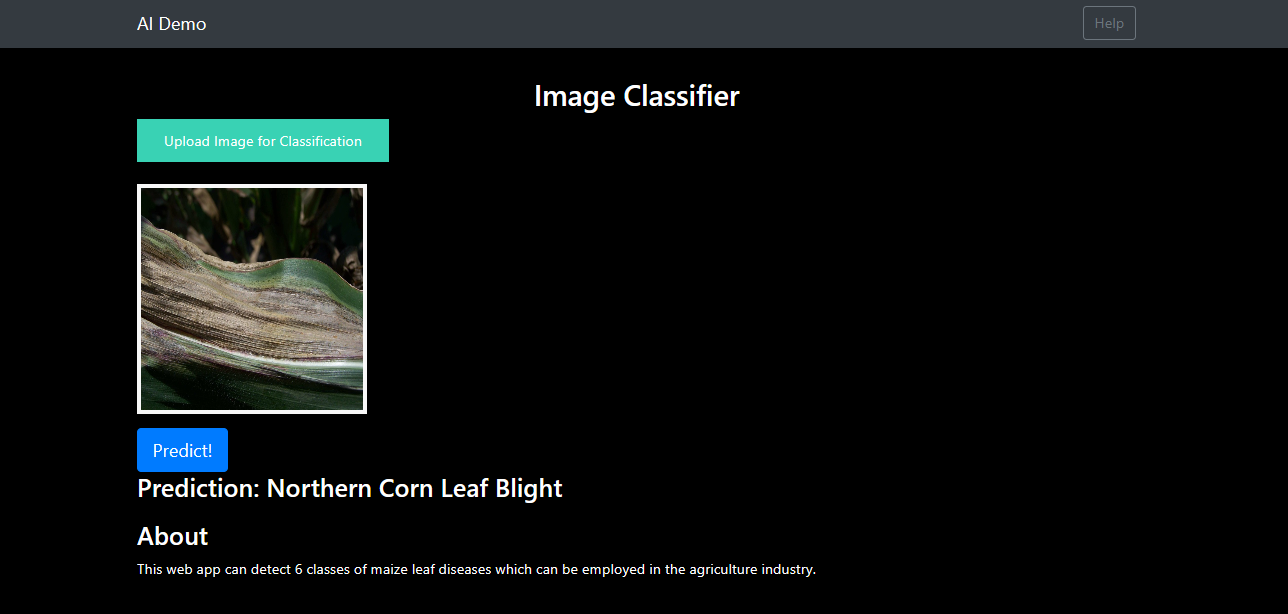 AI Demo
Help
Image Classifier
Upload Image for Classification
Predict!
Prediction: Northern Corn Leaf Blight
About
This web app can detect 6 classes of maize leaf diseases which can be employed in the agriculture industry.